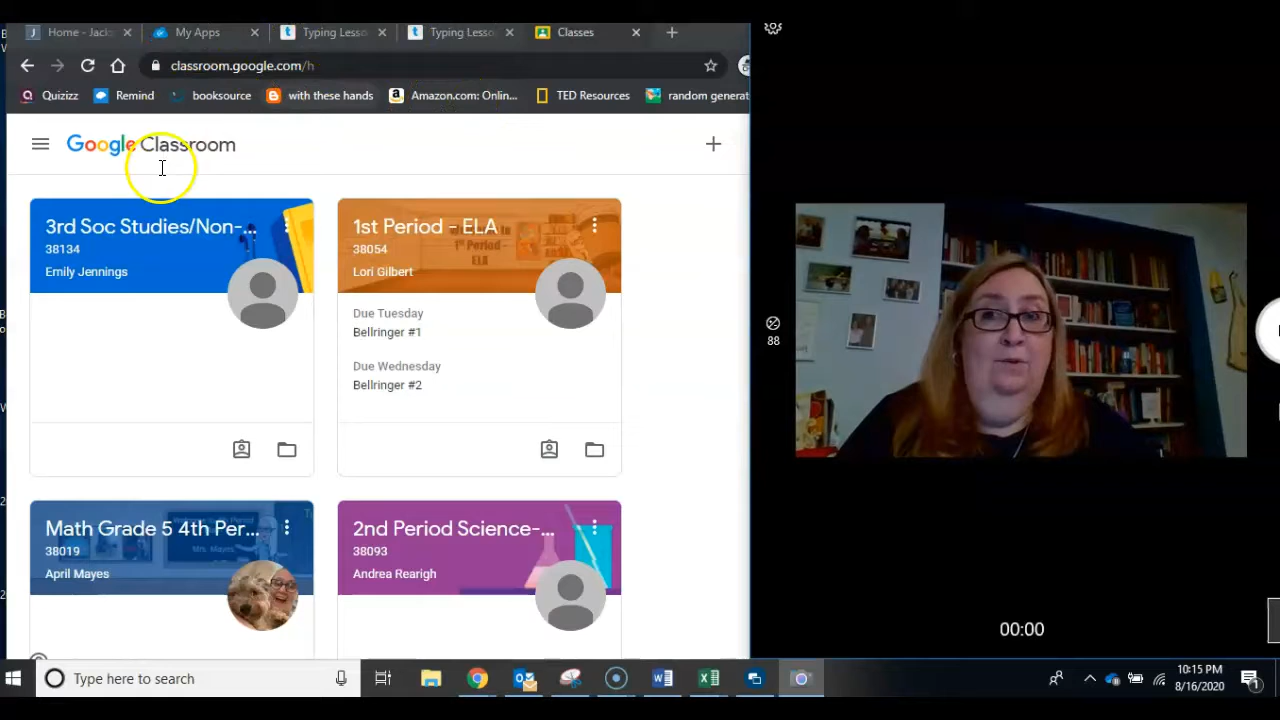 Home - Jack
My Apps
Typing Lesso
Typing Lesso
Classes
classroom.google.com/h
Quizizz
Remind
booksource
with these hands
Amazon.com: Onlin...
TED Resources
random generat
Google Classroom
3rd Soc Studies/Non-...
38134
Emily Jennings
1st Period - ELA
38054
Lori Gilbert
Due Tuesday
Bellringer #1
Due Wednesday
Bellringer #2
Math Grade 5 4th Per...
38019
April Mayes
2nd Period Science-...
38093
Andrea Rearigh
88
00:00
Type here to search
10:15 PM
8/16/2020